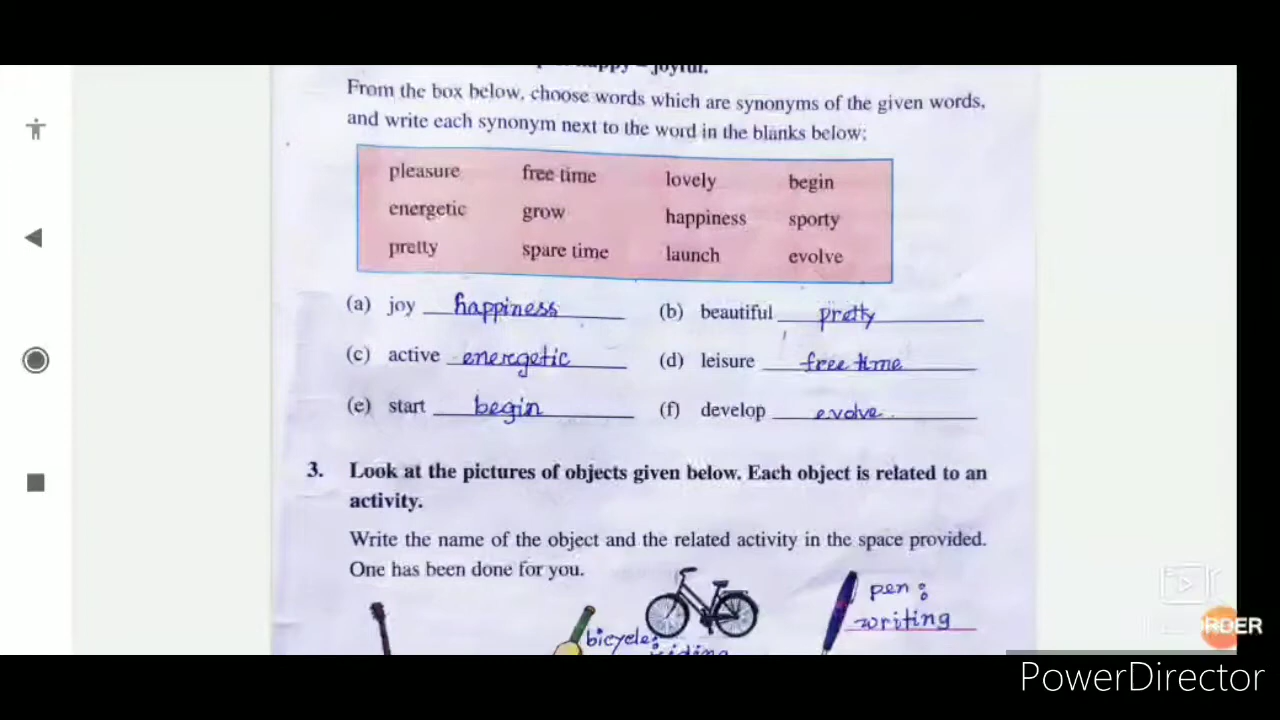 happy – joyful.
From the box below, choose words which are synonyms of the given words,
and write each synonym next to the word in the blanks below:
pleasure free time lovely begin
energetic grow happiness sporty
pretty spare time launch evolve
(a) joy happiness (b) beautiful pretty
(c) active energetic (d) leisure free time
(e) start begin (f) develop evolve
3. Look at the pictures of objects given below. Each object is related to an
activity.
Write the name of the object and the related activity in the space provided.
One has been done for you.
pen :
writing
bicycle:
riding
PowerDirector